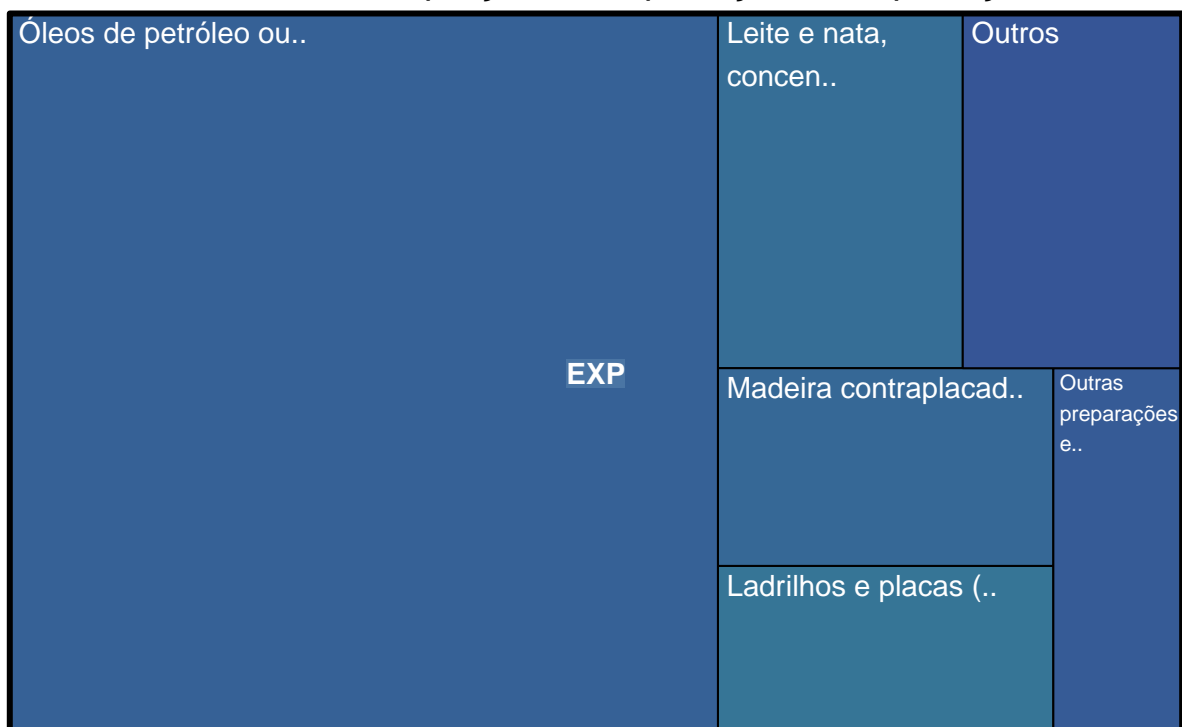 Óleos de petróleo ou..
Leite e nata,
concen..
Outros
EXP
Madeira contraplacad..
Outras
preparações
e..
Ladrilhos e placas (..